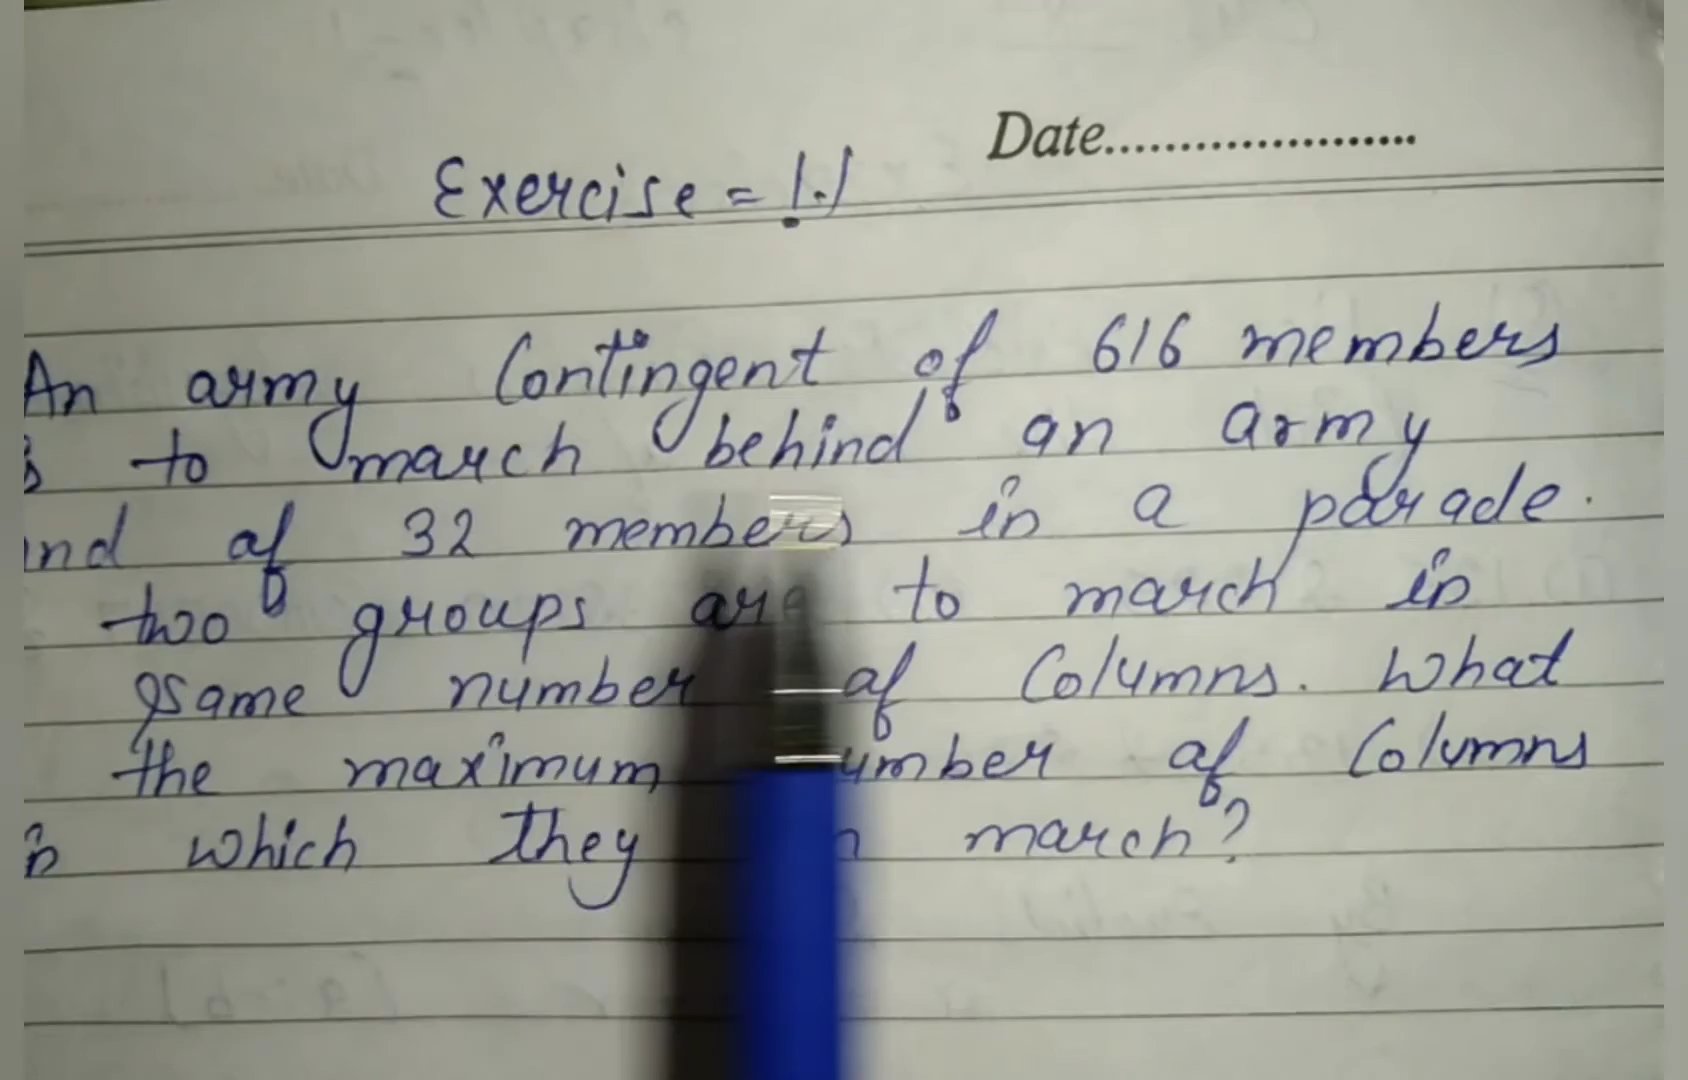 Date.....................
Exercise = 1.1
An army Contingent of 616 members
to march behind an army
of 32 members in a parade.
two groups are to march in
same number of Columns. What
the maximum of Columns
which they march?